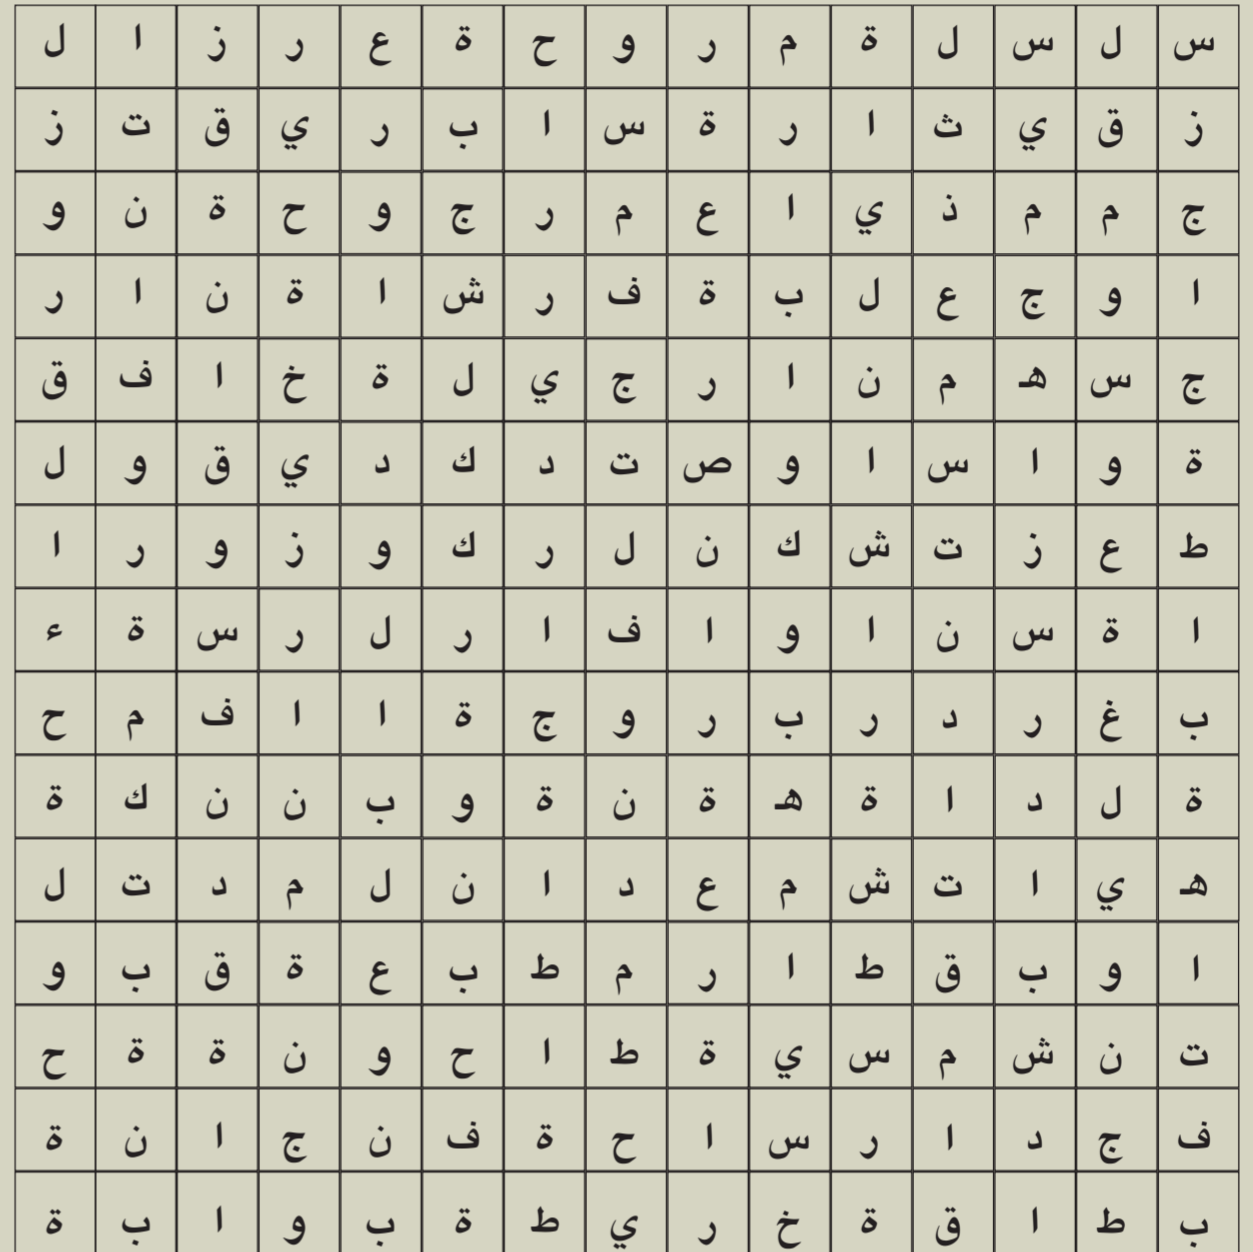 س ل س ل ة م ر و ح ة ع ر ز ا ل
ز ق ي ث ا ر ة س ا ب ر ي ق ت ز
ج م م ذ ي ا ع م ر ج و ح ة ن و
ا و ج ع ل ب ة ف ر ش ا ة ن ا ر
ج س هـ م ن ا ر ج ي ل ة خ ا ف ق
ة و ا س ا و ص ت د ك د ي ق و ل
ط ع ز ت ش ك ن ل ر ك و ز و ر ا
ا ة س ن ا و ا ف ا ر ل ر س ة ء
ب غ ر د ر ب ر و ج ة ا ا ف م ح
ة ل د ا ة هـ ة ن ة و ب ن ن ك ة
هـ ي ا ت ش م ع د ا ن ل م د ت ل
ا و ب ق ط ا ر م ط ب ع ة ق ب و
ت ن ش م س ي ة ط ا ح و ن ة ة ح
ف ج د ا ر س ا ح ة ف ن ج ا ن ة
ب ط ا ق ة خ ر ي ط ة ب و ا ب ة